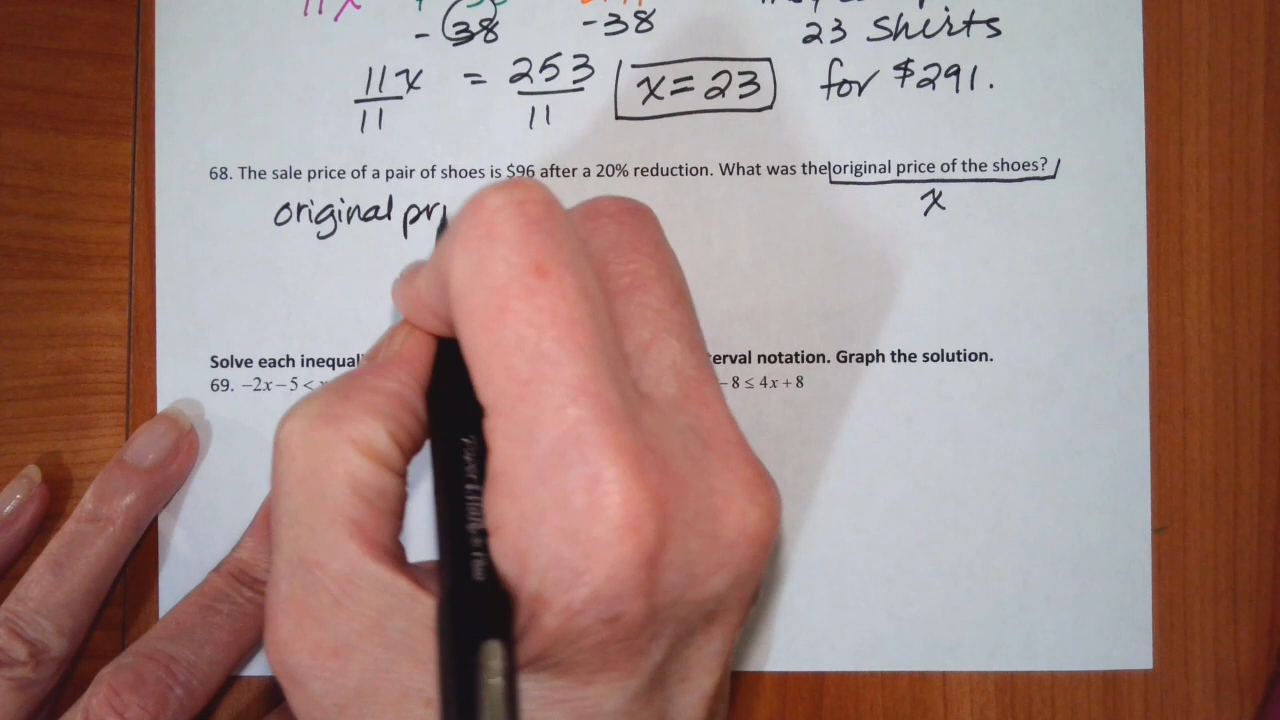 11x
- 38 -38 23 shirts
11x = 253 x=23 for $291.
11 11
68. The sale price of a pair of shoes is $96 after a 20% reduction. What was the original price of the shoes?
original pri x
Solve each erval notation. Graph the solution.
69. −2x−5< −8≤4x+8